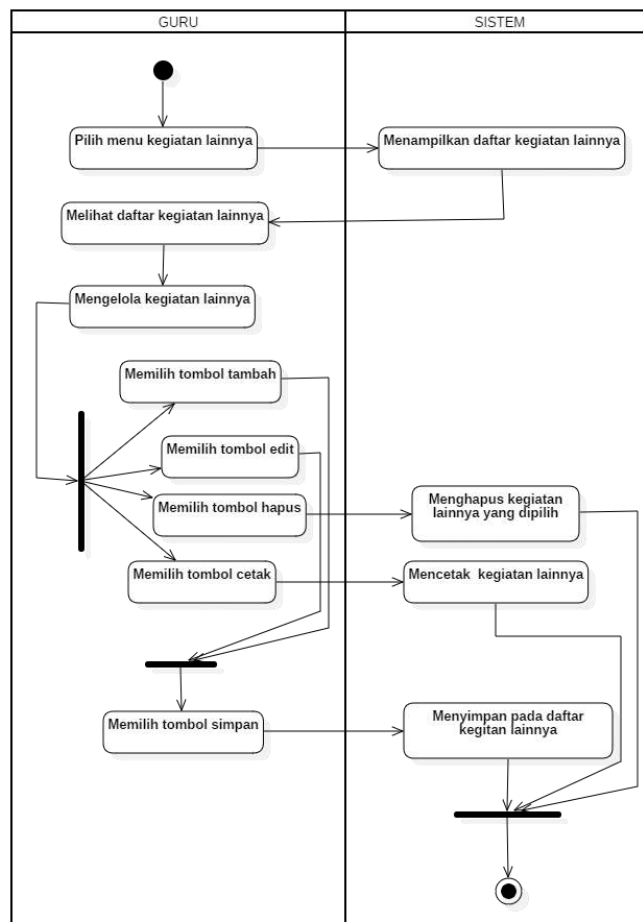 GURU
SISTEM
Pilih menu kegiatan lainnya
Menampilkan daftar kegiatan lainnya
Melihat daftar kegiatan lainnya
Mengelola kegiatan lainnya
Memilih tombol tambah
Memilih tombol edit
Memilih tombol hapus
Menghapus kegiatan
lainnya yang dipilih
Memilih tombol cetak
Mencetak kegiatan lainnya
Memilih tombol simpan
Menyimpan pada daftar
kegitan lainnya